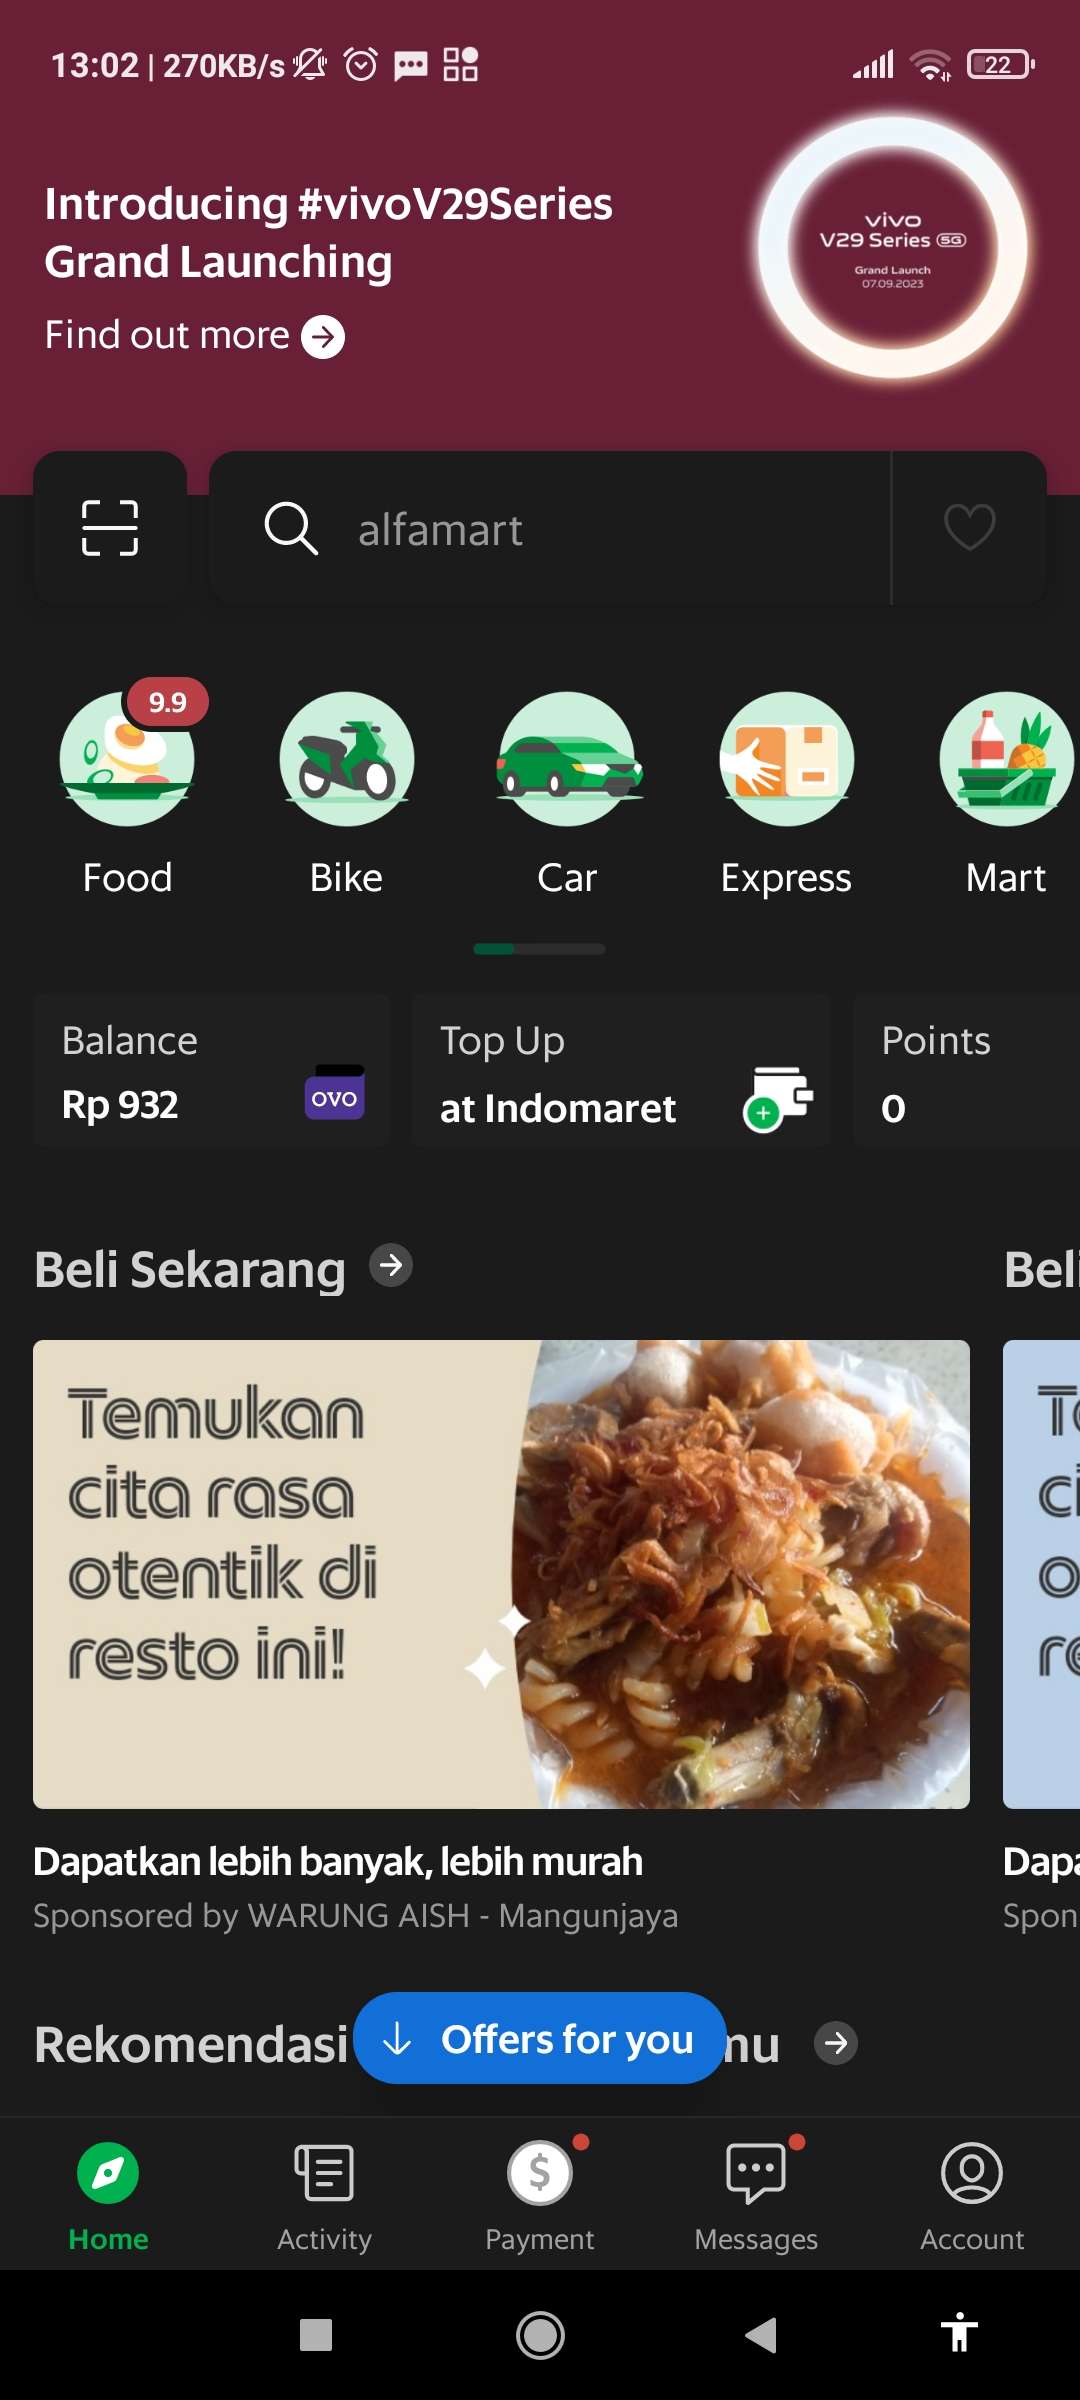 13:02 | 270KB/s
22
Introducing #vivoV29Series
Grand Launching
Find out more
vivo
V29 Series 5G
Grand Launch
07.09.2023
alfamart
9.9
Food
Bike
Car
Express
Mart
Balance
Rp 932
OVO
Top Up
at Indomaret
Points
0
Beli Sekarang
Beli
Temukan
cita rasa
otentik di
resto ini!
Dapatkan lebih banyak, lebih murah
Sponsored by WARUNG AISH - Mangunjaya
Dapa
Spon
Rekomendasi
Offers for you
Home
Activity
Payment
Messages
Account